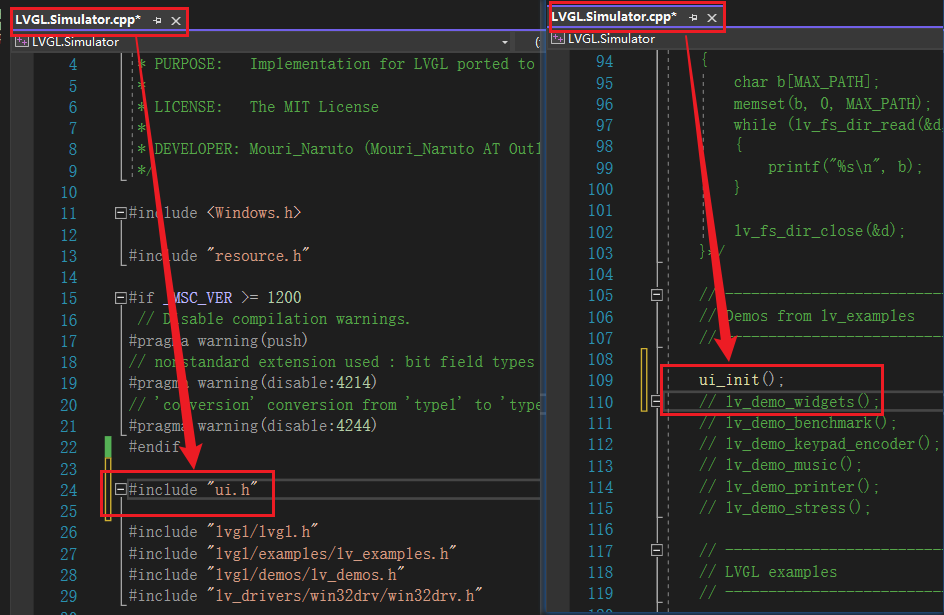 LVGL.Simulator.cpp*
LVGL.Simulator
4 * PURPOSE: Implementation for LVGL ported to
5 *
6 * LICENSE: The MIT License
7 *
8 * DEVELOPER: Mouri_Naruto (Mouri_Naruto AT Outl
9 */
10
11 #include <Windows.h>
12
13 #include "resource.h"
14
15 #if _MSC_VER >= 1200
16 // Disable compilation warnings.
17 #pragma warning(push)
18 // nonstandard extension used : bit field types
19 #pragma warning(disable:4214)
20 // 'conversion' conversion from 'type1' to 'type
21 #pragma warning(disable:4244)
22 #endif
23
24 #include "ui.h"
25
26 #include "lvgl/lvgl.h"
27 #include "lvgl/examples/lv_examples.h"
28 #include "lvgl/demos/lv_demos.h"
29 #include "lv_drivers/win32drv/win32drv.h"
LVGL.Simulator.cpp*
LVGL.Simulator
94 {
95 char b[MAX_PATH];
96 memset(b, 0, MAX_PATH);
97 while (lv_fs_dir_read(&d
98 {
99 printf("%s\n", b);
100 }
101
102 lv_fs_dir_close(&d);
103 }*/
104
105 // ------------------------
106 // Demos from lv_examples
107 // ------------------------
108
109 ui_init();
110 // lv_demo_widgets();
111 // lv_demo_benchmark();
112 // lv_demo_keypad_encoder();
113 // lv_demo_music();
114 // lv_demo_printer();
115 // lv_demo_stress();
116
117 // ------------------------
118 // LVGL examples
119 // ------------------------